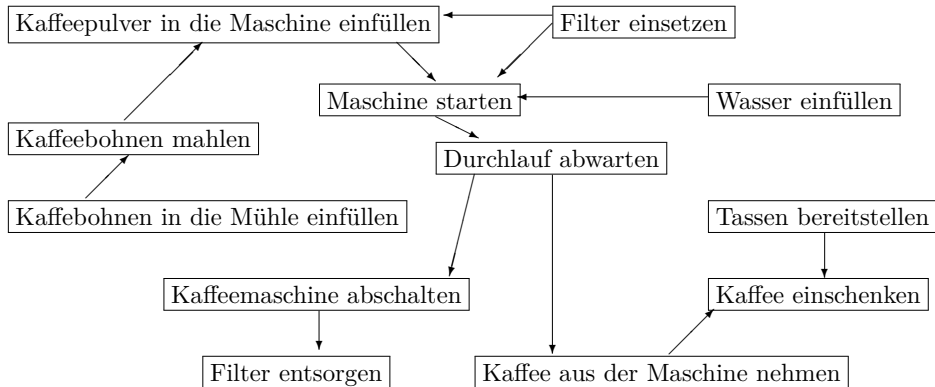 Kaffeepulver in die Maschine einfüllen
Filter einsetzen
Maschine starten
Wasser einfüllen
Kaffeebohnen mahlen
Durchlauf abwarten
Kaffebohnen in die Mühle einfüllen
Tassen bereitstellen
Kaffeemaschine abschalten
Kaffee einschenken
Filter entsorgen
Kaffee aus der Maschine nehmen